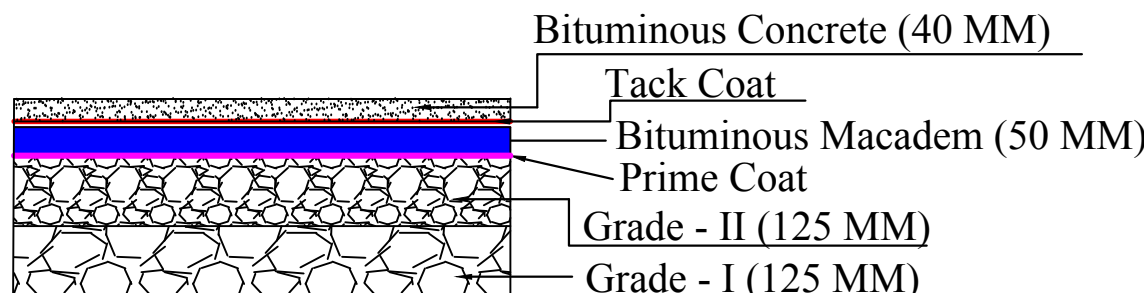 Bituminous Concrete (40 MM)
Tack Coat
Bituminous Macadem (50 MM)
Prime Coat
Grade - II (125 MM)
Grade - I (125 MM)